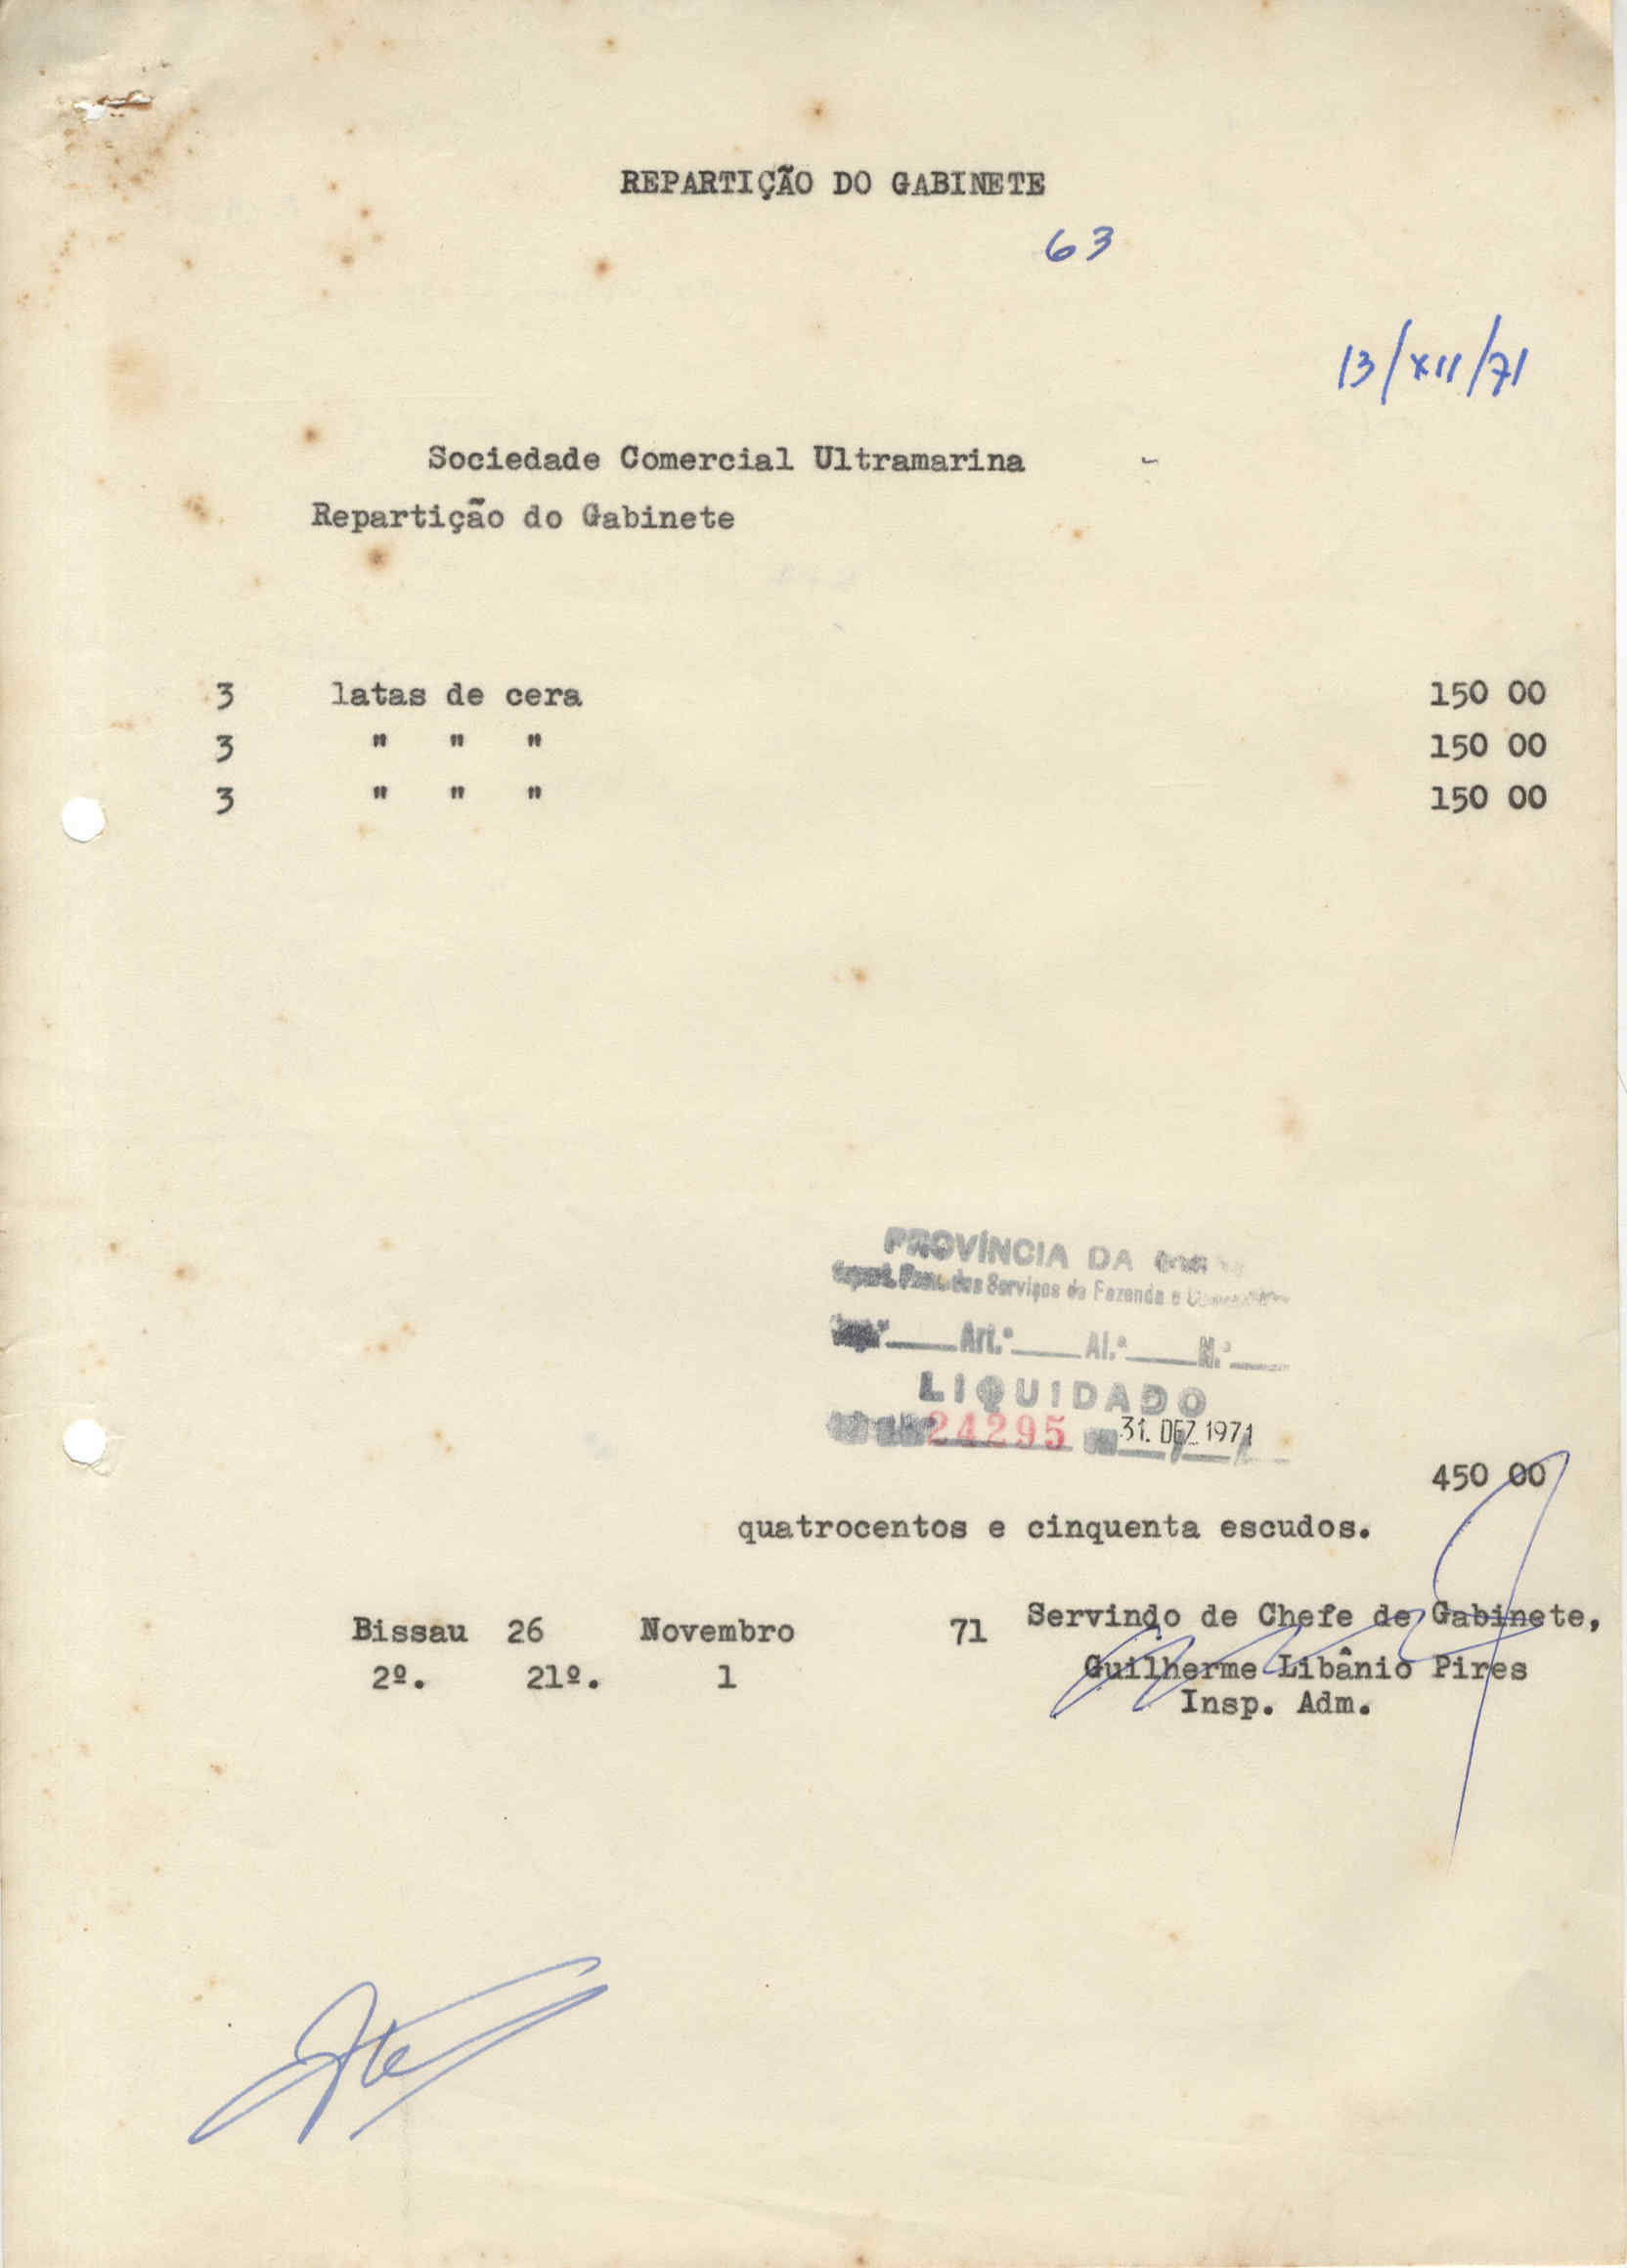 REPARTIÇÃO DO GABINETE
63
13/XII/71
Sociedade Comercial Ultramarina -
Repartição do Gabinete
3 latas de cera 150 00
3 " " " 150 00
3 " " " 150 00
PROVÍNCIA DA
dos Serviços de Fazenda e
Art.º Al.ª N.º
LIQUIDADO
24295 31. DEZ 1971
450 00
quatrocentos e cinquenta escudos.
Servindo de Chefe de Gabinete,
Bissau 26 Novembro 71
Guilherme Libânio Pires
2º. 21º. 1
Insp. Adm.